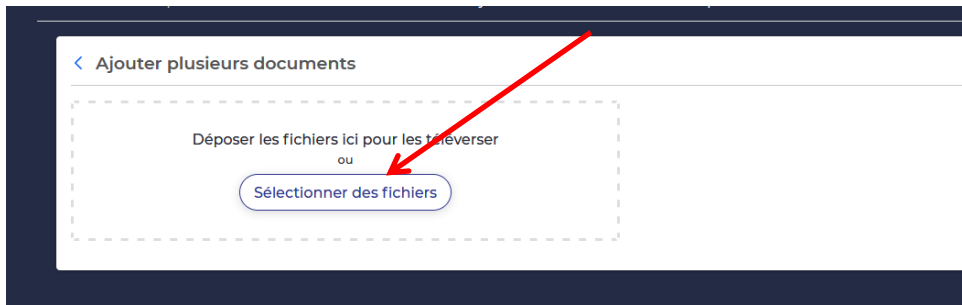 Ajouter plusieurs documents
Déposer les fichiers ici pour les téléverser
ou
Sélectionner des fichiers